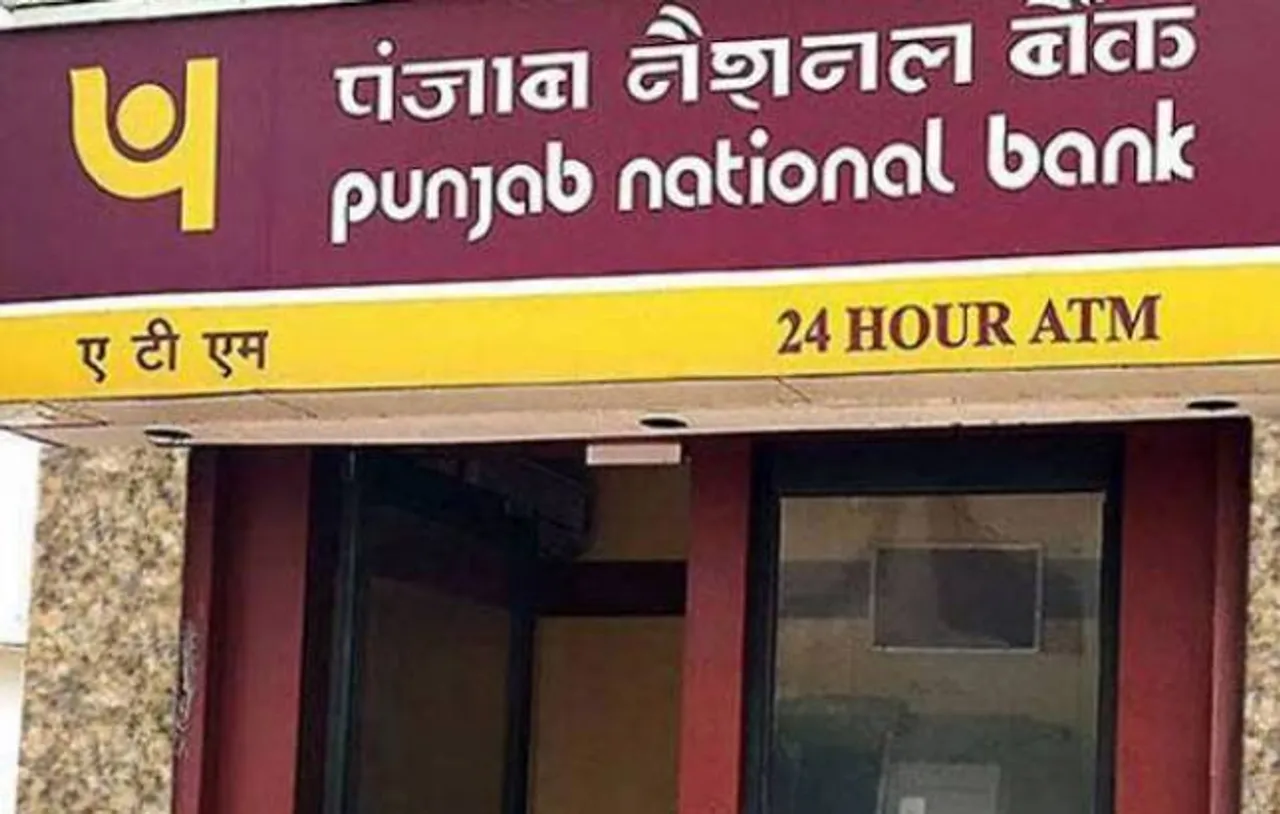 पंजाब नैशनल बैंक
punjab national bank
ए टी एम
24 HOUR ATM